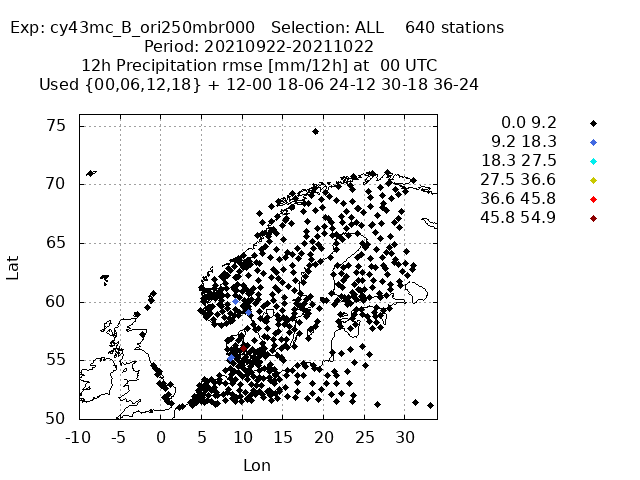 Exp: cy43mc_B_ori250mbr000   Selection: ALL    640 stations
Period: 20210922-20211022
12h Precipitation rmse [mm/12h] at  00 UTC
Used {00,06,12,18} + 12-00 18-06 24-12 30-18 36-24
0.0 9.2
9.2 18.3
18.3 27.5
27.5 36.6
36.6 45.8
45.8 54.9
Lat
75
70
65
60
55
50
-10 -5 0 5 10 15 20 25 30
Lon